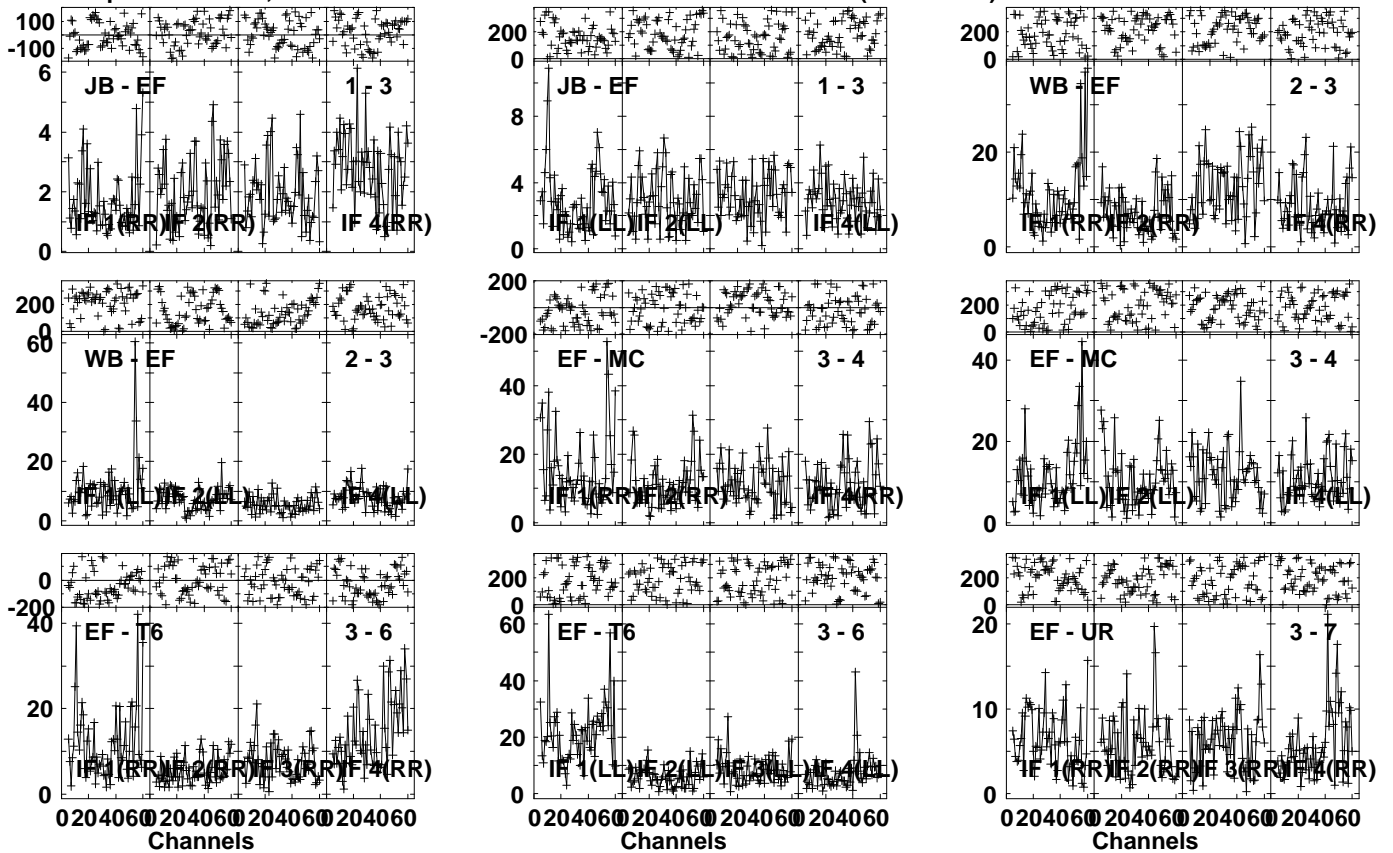 100
-100
6
4
2
0
JB - EF
1 - 3
IF 1(RR)
IF 2(RR)
IF 4(RR)
200
0
8
4
0
JB - EF
1 - 3
IF 1(LL)
IF 2(LL)
IF 4(LL)
200
0
20
0
WB - EF
2 - 3
IF 1(RR)
IF 2(RR)
IF 4(RR)
200
0
60
40
20
0
WB - EF
2 - 3
IF 1(LL)
IF 2(LL)
IF 4(LL)
200
-200
40
20
0
EF - MC
3 - 4
IF 1(RR)
IF 2(RR)
IF 4(RR)
200
0
40
20
0
EF - MC
3 - 4
IF 1(LL)
IF 2(LL)
IF 4(LL)
0
-200
40
20
0
EF - T6
3 - 6
IF 1(RR)
IF 2(RR)
IF 3(RR)
IF 4(RR)
0 20 40 60 0 20 40 60 0 20 40 60 0 20 40 60
Channels
200
0
60
40
20
0
EF - T6
3 - 6
IF 1(LL)
IF 2(LL)
IF 3(LL)
IF 4(LL)
0 20 40 60 0 20 40 60 0 20 40 60 0 20 40 60
Channels
200
0
20
10
0
EF - UR
3 - 7
IF 1(RR)
IF 2(RR)
IF 3(RR)
IF 4(RR)
0 20 40 60 0 20 40 60 0 20 40 60 0 20 40 60
Channels